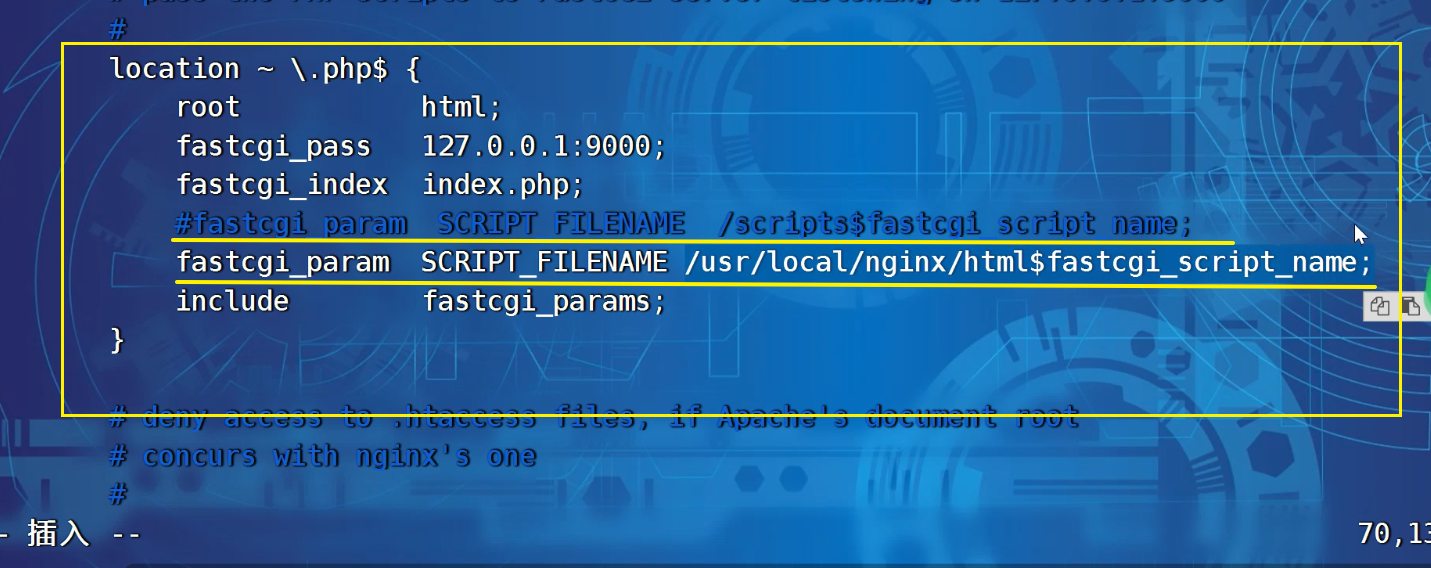 #
location ~ \.php$ {
root html;
fastcgi_pass 127.0.0.1:9000;
fastcgi_index index.php;
#fastcgi_param SCRIPT_FILENAME /scripts$fastcgi_script_name;
fastcgi_param SCRIPT_FILENAME /usr/local/nginx/html$fastcgi_script_name;
include fastcgi_params;
}
# deny access to .htaccess files, if Apache's document root
# concurs with nginx's one
#
- 插入 --
70,13